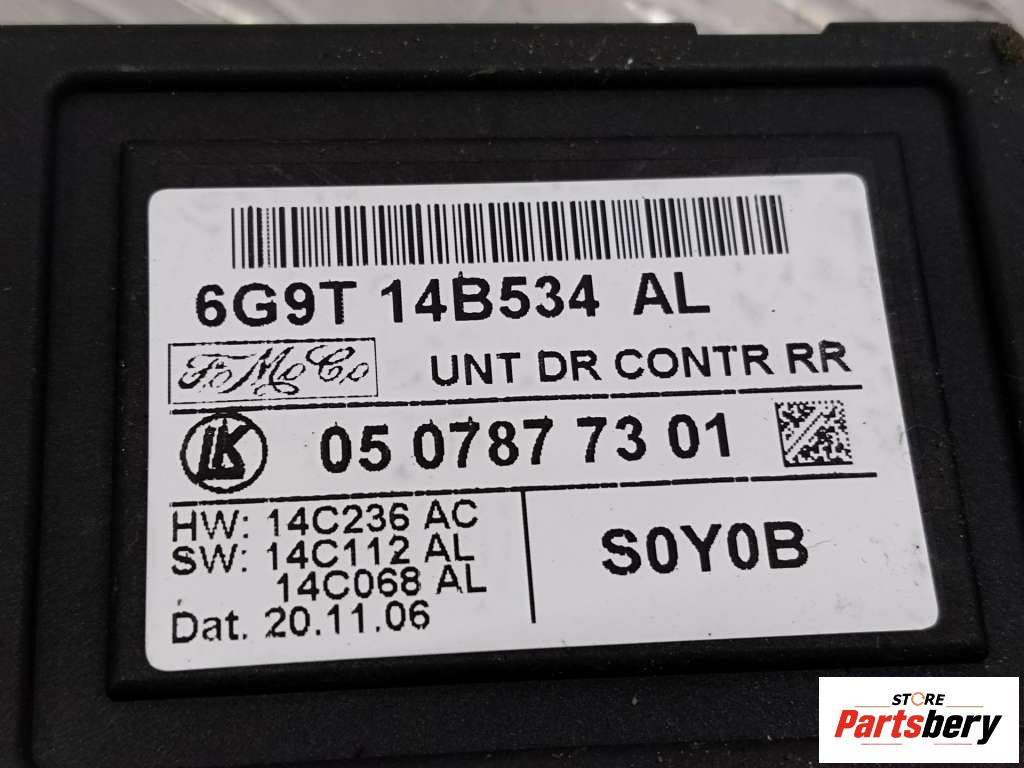 6G9T 14B534 AL
FoMoCo
UNT DR CONTR RR
LK
05 0787 73 01
HW: 14C236 AC
SW: 14C112 AL
14C068 AL
Dat. 20.11.06
S0Y0B
STORE
Partsbery